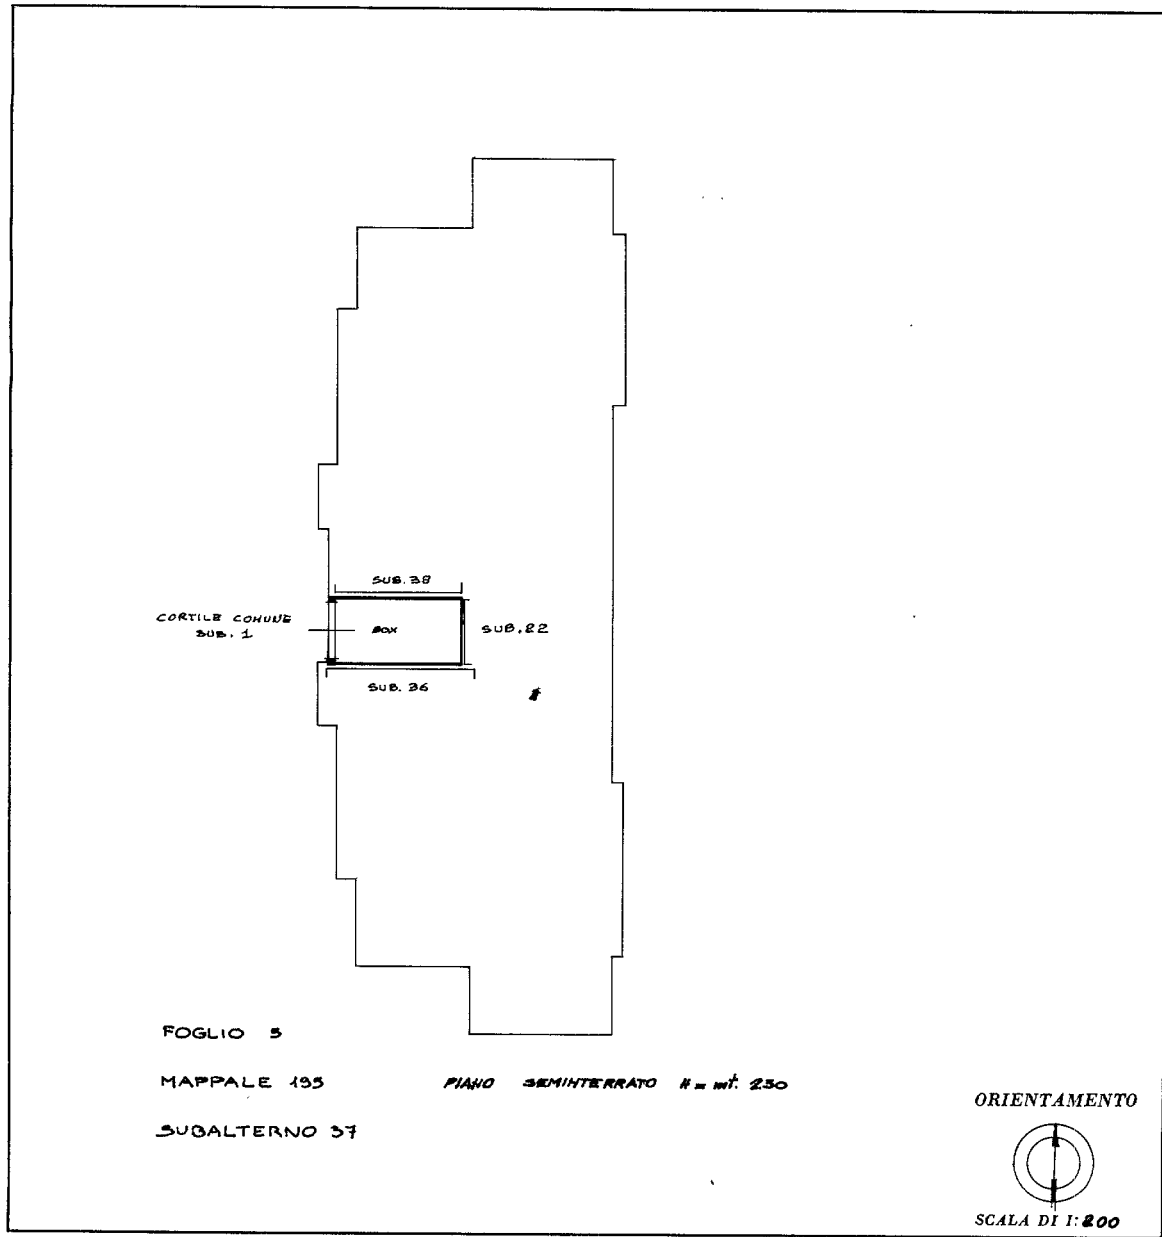 SUB. 38
CORTILE COMUNE
SUB. 1
BOX
SUB. 22
SUB. 36
FOGLIO 5
MAPPALE 195
PIANO SEMINTERRATO H = mt. 230
SUBALTERNO 37
ORIENTAMENTO
SCALA DI 1:200